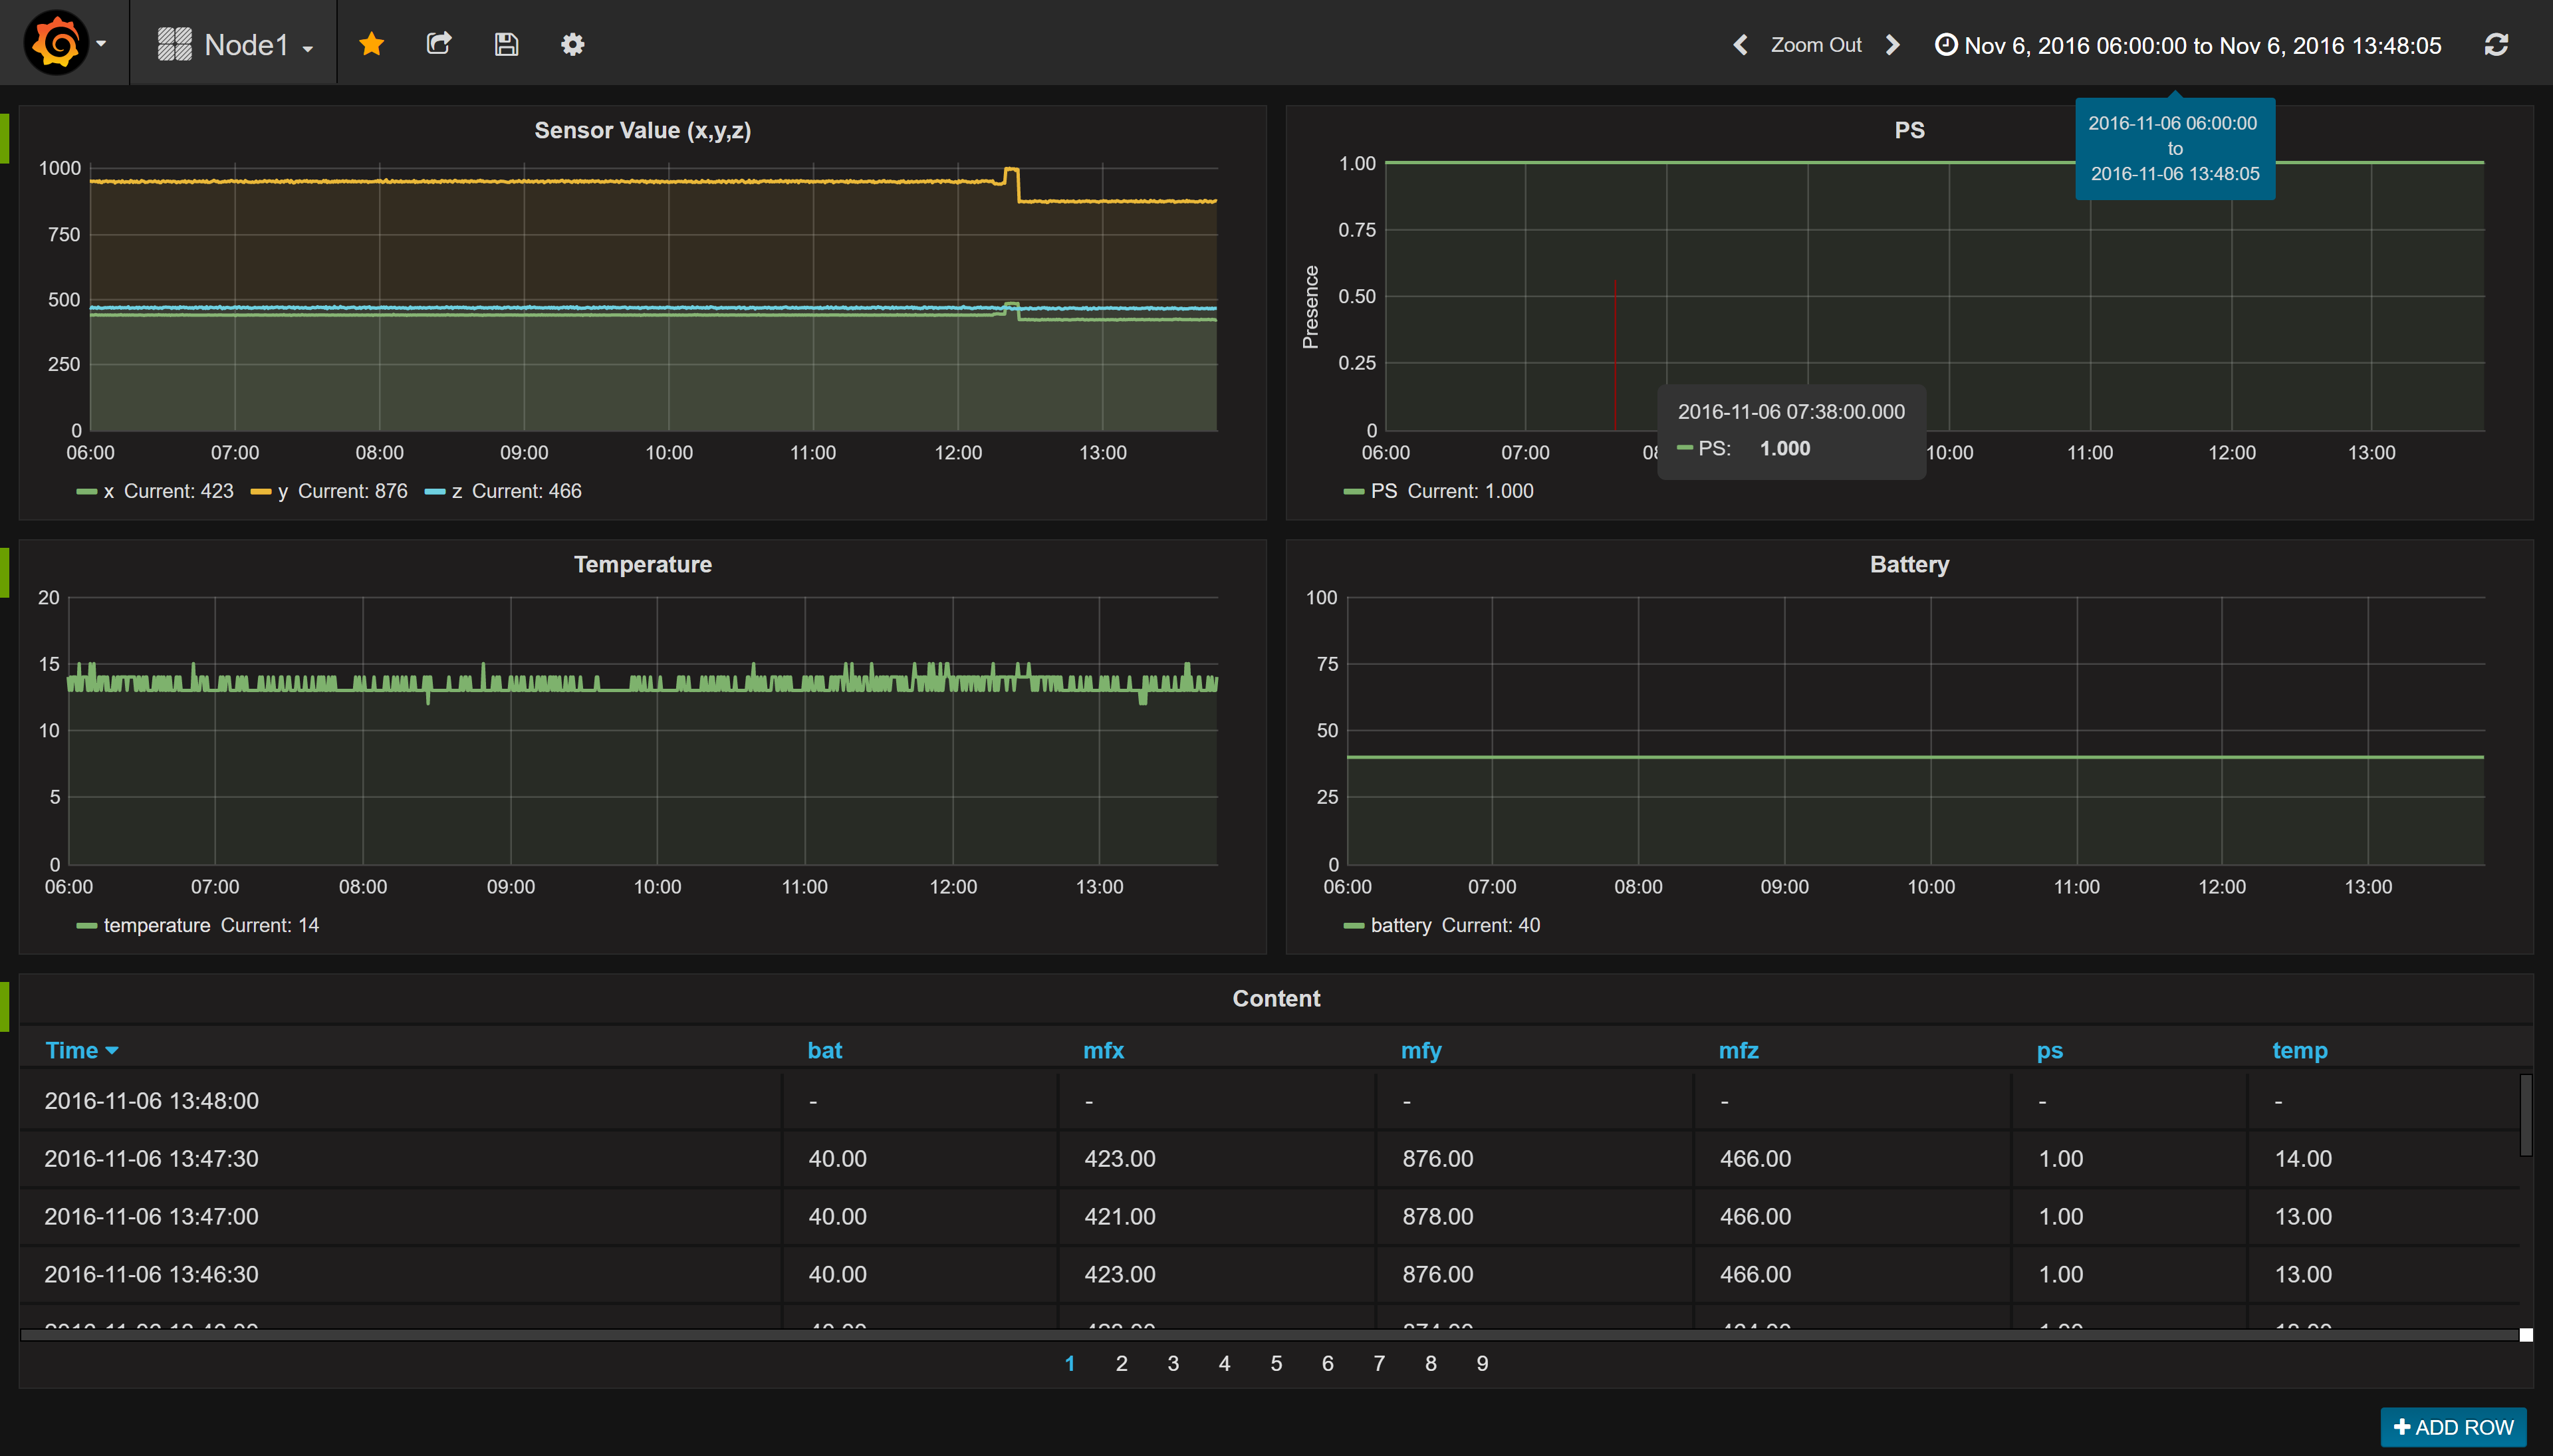 Node1
Zoom Out
Nov 6, 2016 06:00:00 to Nov 6, 2016 13:48:05
2016-11-06 06:00:00
to
2016-11-06 13:48:05
Sensor Value (x,y,z)
1000
750
500
250
0
06:00 07:00 08:00 09:00 10:00 11:00 12:00 13:00
x Current: 423 y Current: 876 z Current: 466
PS
Presence
1.00
0.75
0.50
0.25
0
06:00 07:00 10:00 11:00 12:00 13:00
2016-11-06 07:38:00.000
PS: 1.000
PS Current: 1.000
Temperature
20
15
10
5
0
06:00 07:00 08:00 09:00 10:00 11:00 12:00 13:00
temperature Current: 14
Battery
100
75
50
25
0
06:00 07:00 08:00 09:00 10:00 11:00 12:00 13:00
battery Current: 40
Content
Time bat mfx mfy mfz ps temp
2016-11-06 13:48:00 - - - - - -
2016-11-06 13:47:30 40.00 423.00 876.00 466.00 1.00 14.00
2016-11-06 13:47:00 40.00 421.00 878.00 466.00 1.00 13.00
2016-11-06 13:46:30 40.00 423.00 876.00 466.00 1.00 13.00
1 2 3 4 5 6 7 8 9
ADD ROW